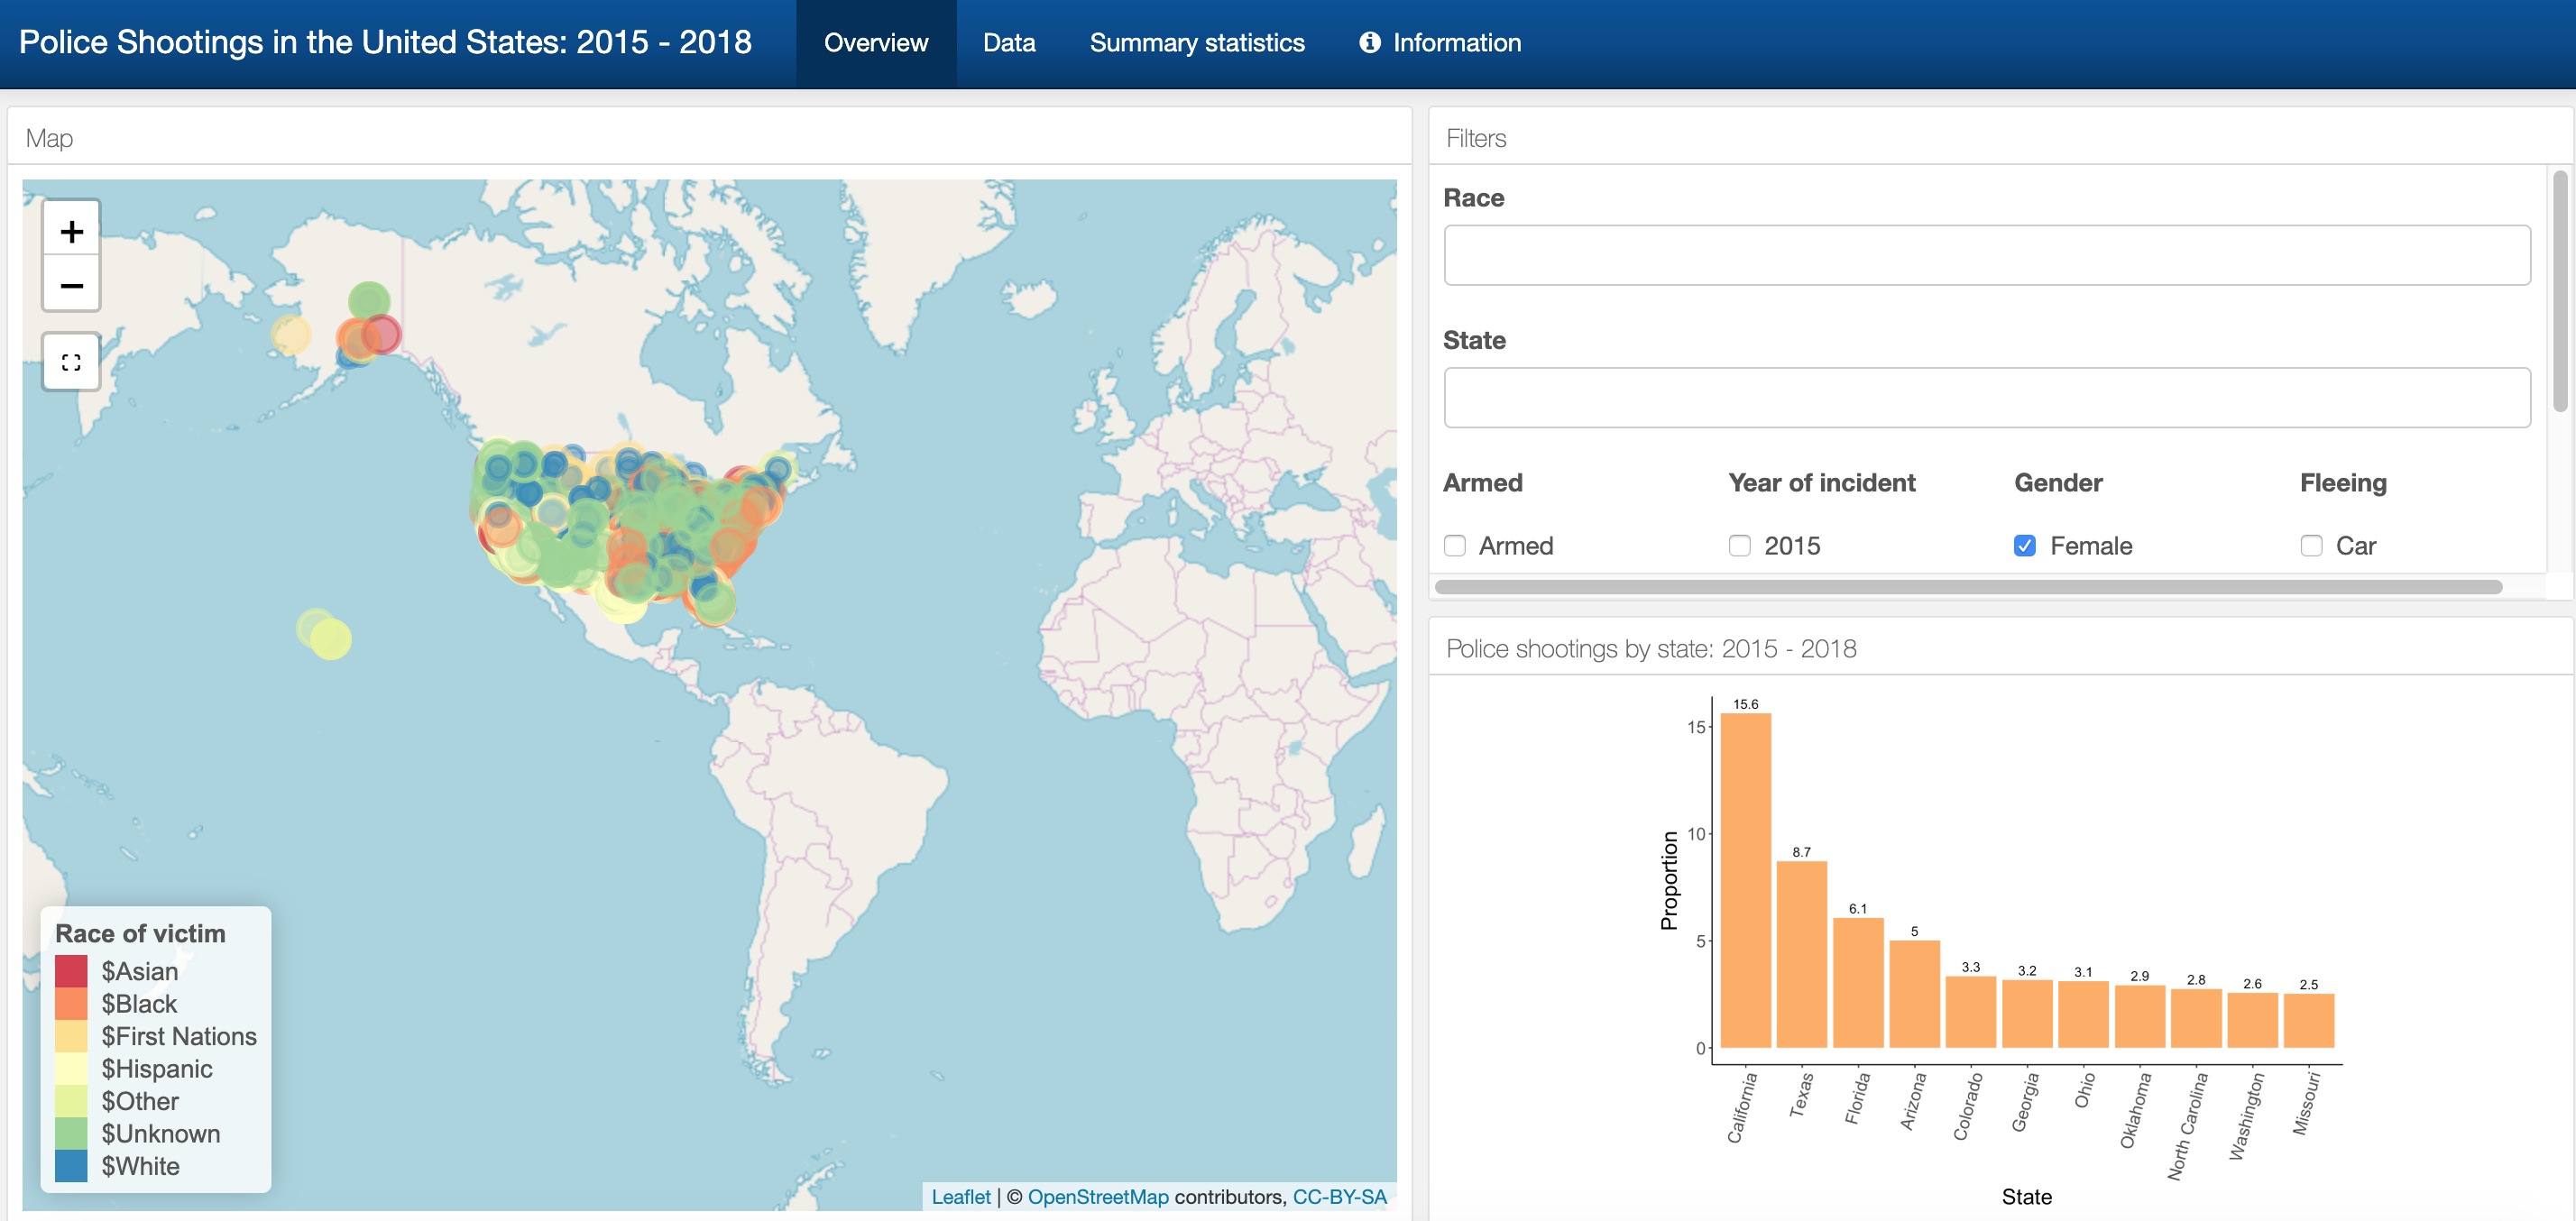 Police Shootings in the United States: 2015 - 2018
Overview
Data
Summary statistics
Information
Map
+
−
Race of victim
$Asian
$Black
$First Nations
$Hispanic
$Other
$Unknown
$White
Leaflet | © OpenStreetMap contributors, CC-BY-SA
Filters
Race
State
Armed
Year of incident
Gender
Fleeing
Armed
2015
Female
Car
Police shootings by state: 2015 - 2018
Proportion
15
10
5
0
15.6
8.7
6.1
5
3.3
3.2
3.1
2.9
2.8
2.6
2.5
California
Texas
Florida
Arizona
Colorado
Georgia
Ohio
Oklahoma
North Carolina
Washington
Missouri
State